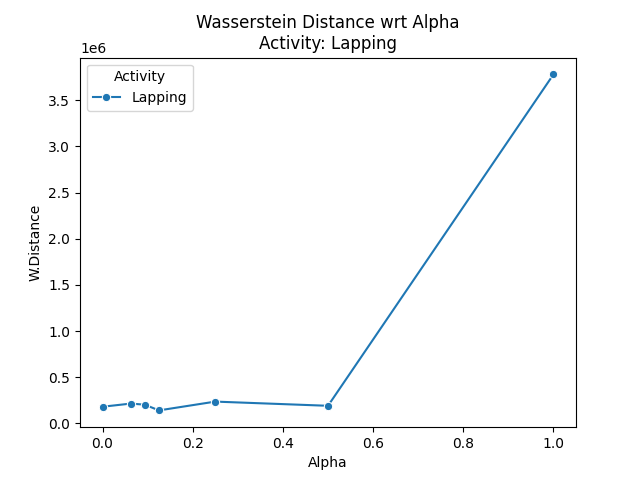 Wasserstein Distance wrt Alpha
Activity: Lapping
1e6
Activity
Lapping
3.5
3.0
2.5
2.0
1.5
1.0
0.5
0.0
W.Distance
0.0 0.2 0.4 0.6 0.8 1.0
Alpha